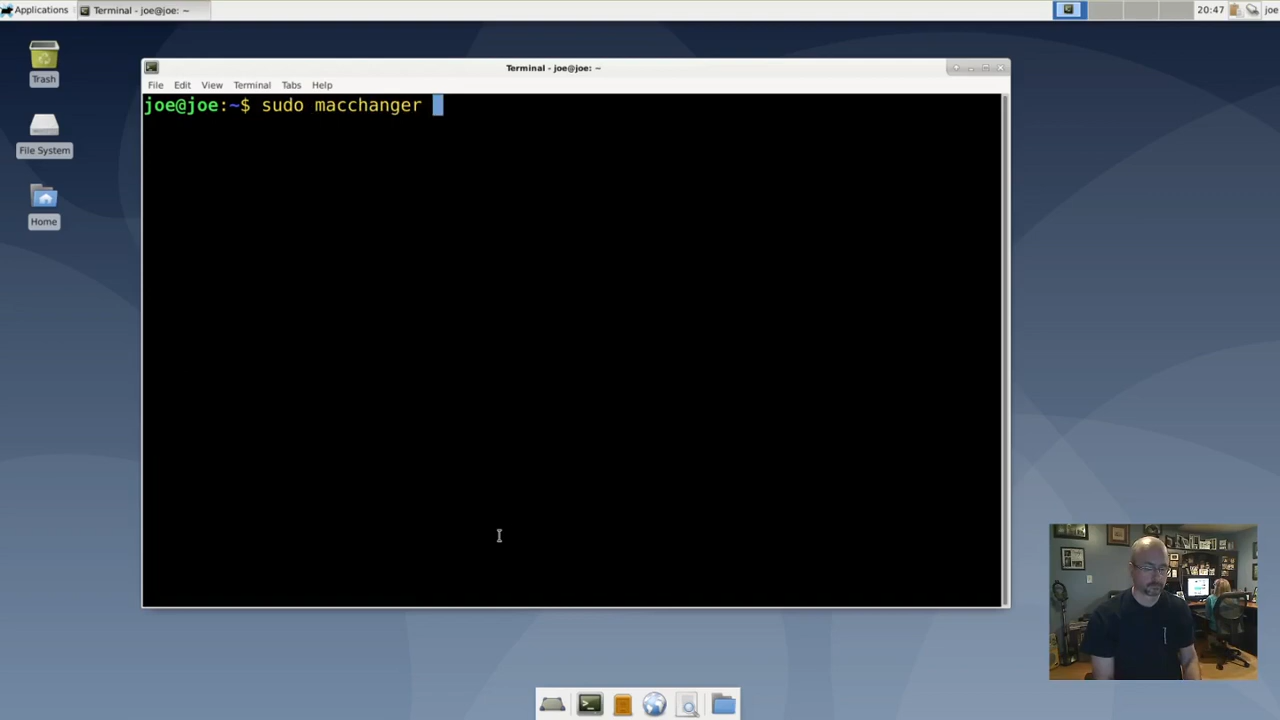 Applications
Terminal - joe@joe: ~
20:47
joe
Trash
File System
Home
Terminal - joe@joe: ~
File Edit View Terminal Tabs Help
joe@joe:~$ sudo macchanger